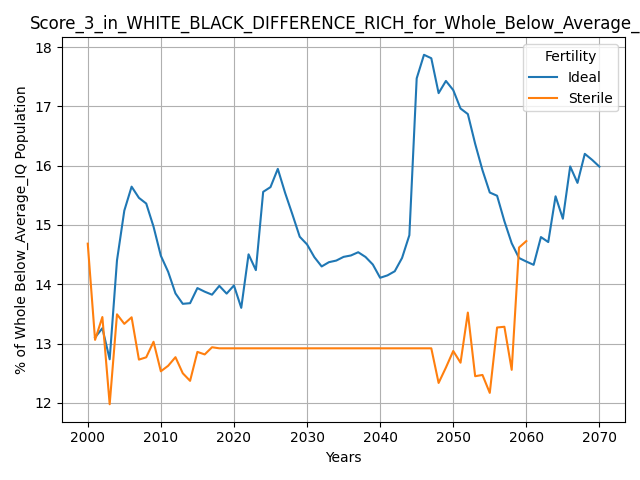 Score_3_in_WHITE_BLACK_DIFFERENCE_RICH_for_Whole_Below_Average_
Fertility
Ideal
Sterile
% of Whole Below_Average_IQ Population
18
17
16
15
14
13
12
2000 2010 2020 2030 2040 2050 2060 2070
Years